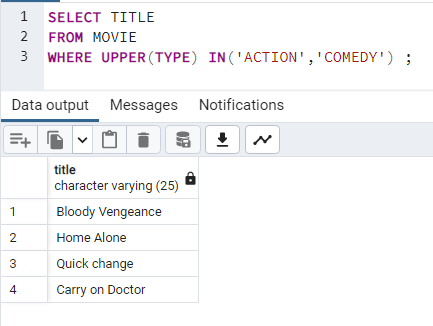 1 SELECT TITLE
2 FROM MOVIE
3 WHERE UPPER(TYPE) IN('ACTION','COMEDY') ;
Data output Messages Notifications
title
character varying (25)
1 Bloody Vengeance
2 Home Alone
3 Quick change
4 Carry on Doctor